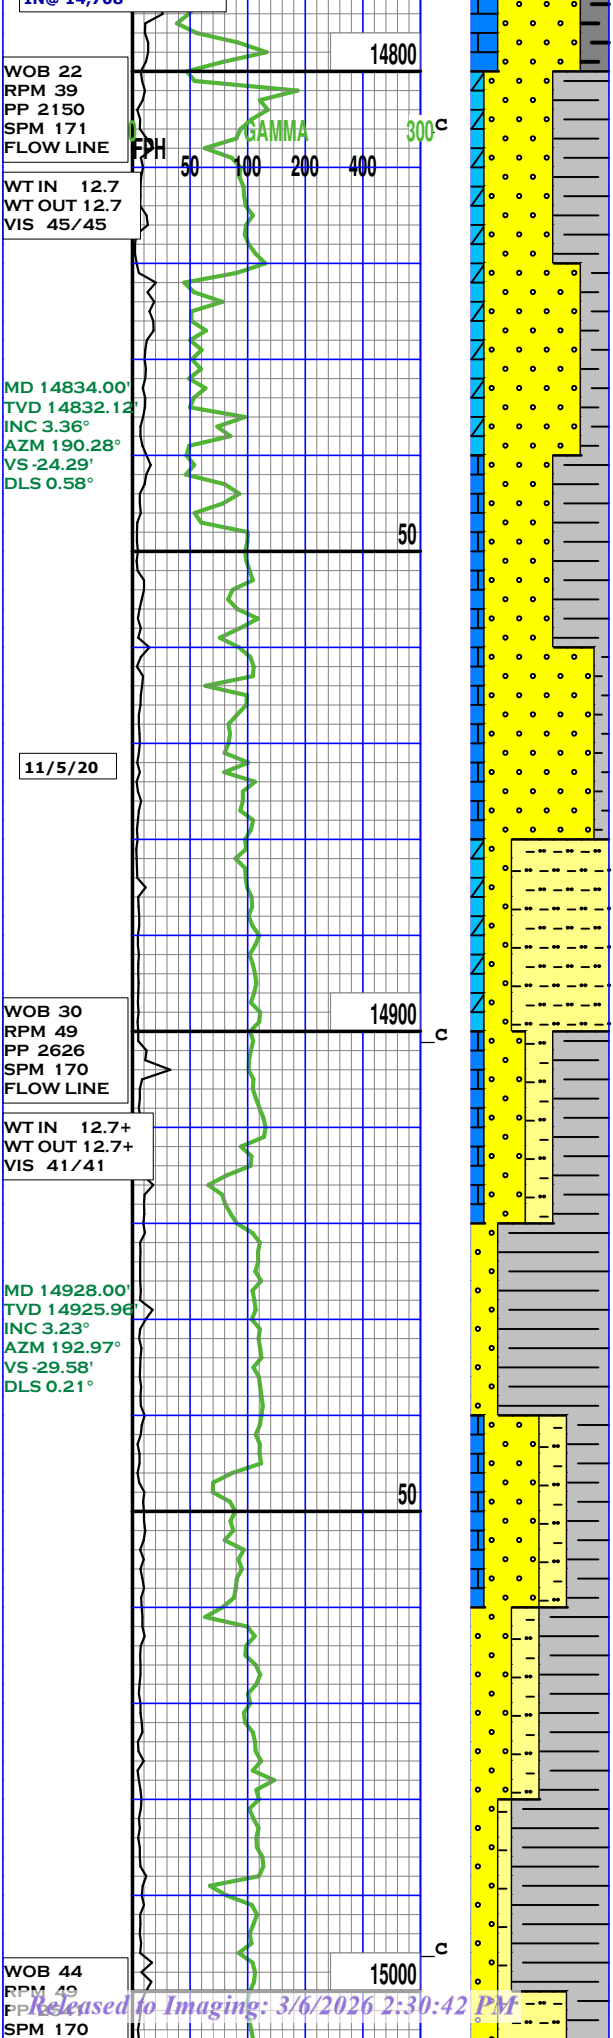 IN@ 14,768
14800
WOB 22
RPM 39
PP 2150
SPM 171
FLOW LINE
0 GAMMA 300 C
FPH
50 100 200 400
WT IN 12.7
WT OUT 12.7
VIS 45/45
MD 14834.00'
TVD 14832.12'
INC 3.36°
AZM 190.28°
VS -24.29'
DLS 0.58°
50
11/5/20
14900
C
WOB 30
RPM 49
PP 2626
SPM 170
FLOW LINE
WT IN 12.7+
WT OUT 12.7+
VIS 41/41
MD 14928.00'
TVD 14925.96'
INC 3.23°
AZM 192.97°
VS -29.58'
DLS 0.21°
50
C
15000
WOB 44
RPM 49
Released to Imaging: 3/6/2026 2:30:42 PM
SPM 170